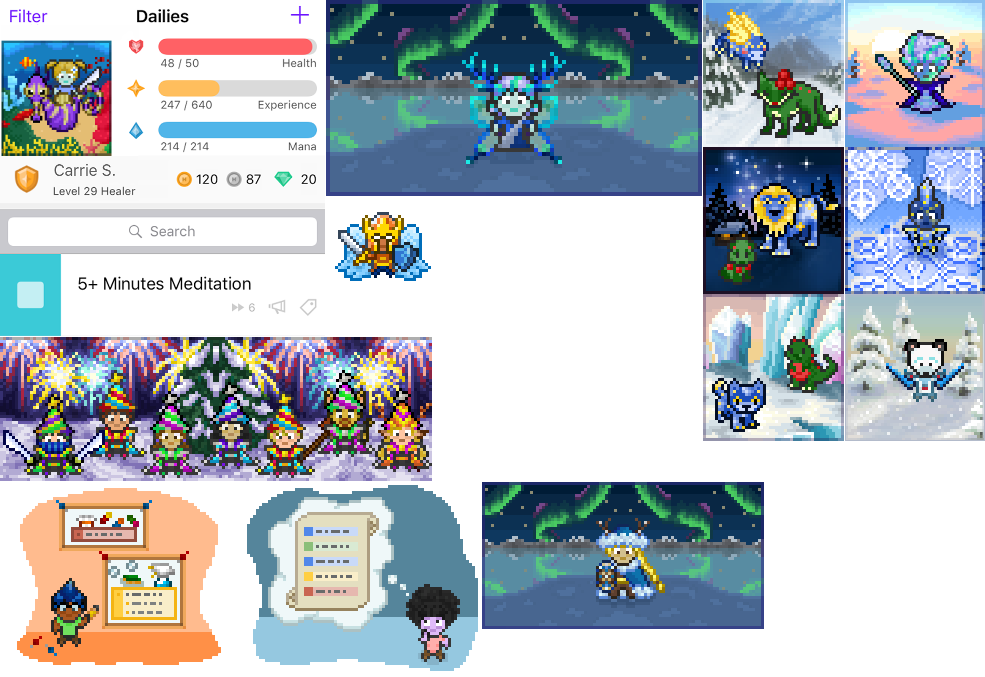 Filter
Dailies
48 / 50
Health
247 / 640
Experience
214 / 214
Mana
Carrie S.
Level 29 Healer
120
87
20
Search
5+ Minutes Meditation
6